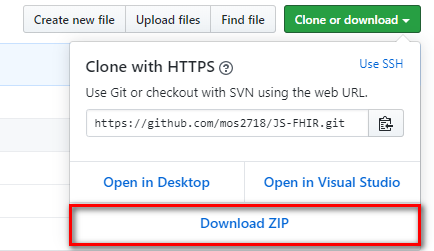 Create new file Upload files Find file Clone or download
Clone with HTTPS Use SSH
Use Git or checkout with SVN using the web URL.
https://github.com/mos2718/JS-FHIR.git
Open in Desktop Open in Visual Studio
Download ZIP